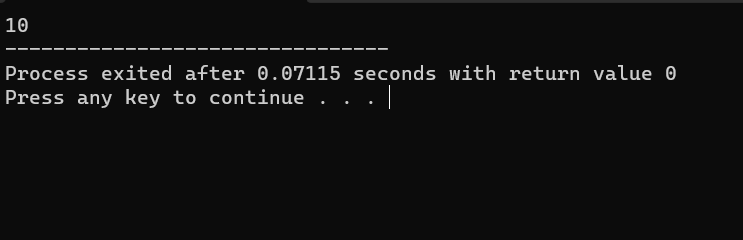 10
--------------------------------
Process exited after 0.07115 seconds with return value 0
Press any key to continue . . .